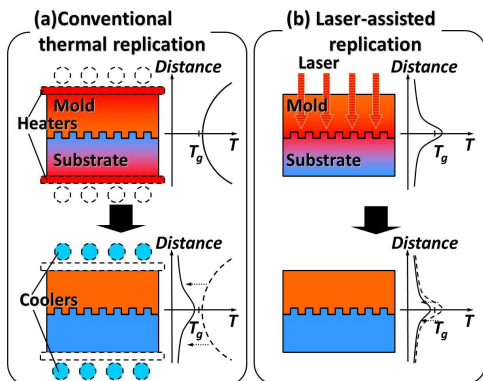 (a)Conventional
thermal replication
Distance
Mold
Heaters
Substrate
Tg
T
Distance
Coolers
Tg
T
(b) Laser-assisted
replication
Laser
Distance
Mold
Substrate
Tg
T
Distance
Tg
T